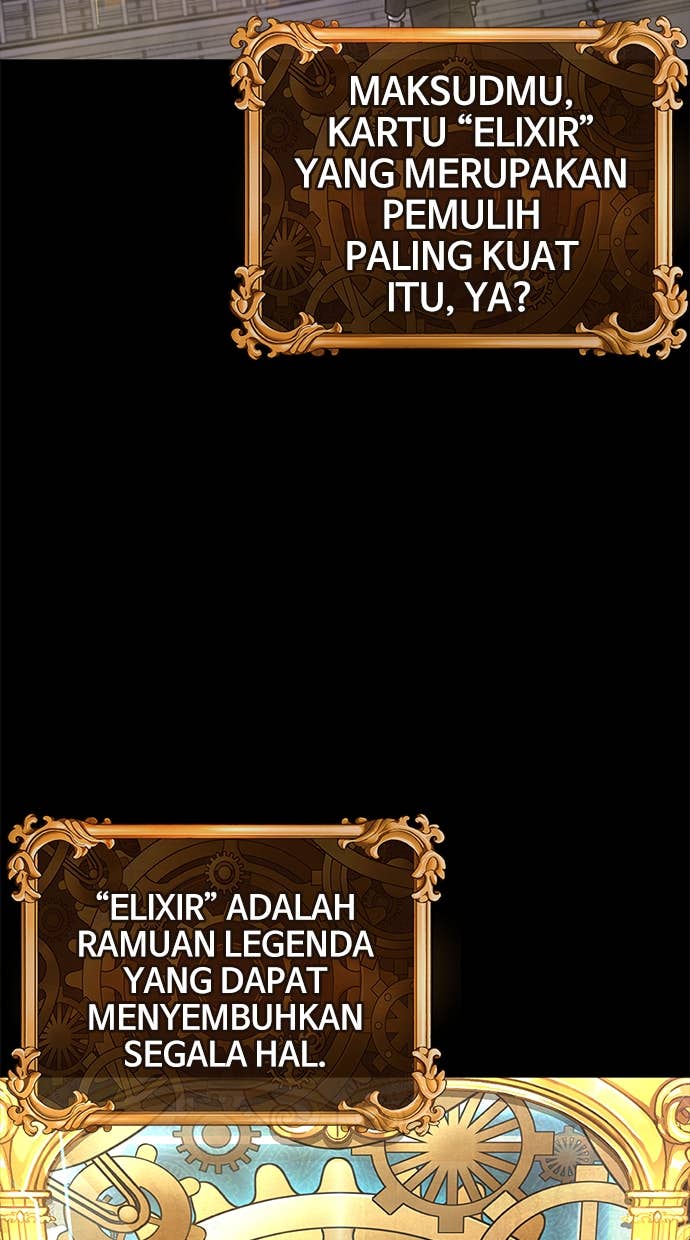 MAKSUDMU,
KARTU “ELIXIR”
YANG MERUPAKAN
PEMULIH
PALING KUAT
ITU, YA?
“ELIXIR” ADALAH
RAMUAN LEGENDA
YANG DAPAT
MENYEMBUHKAN
SEGALA HAL.